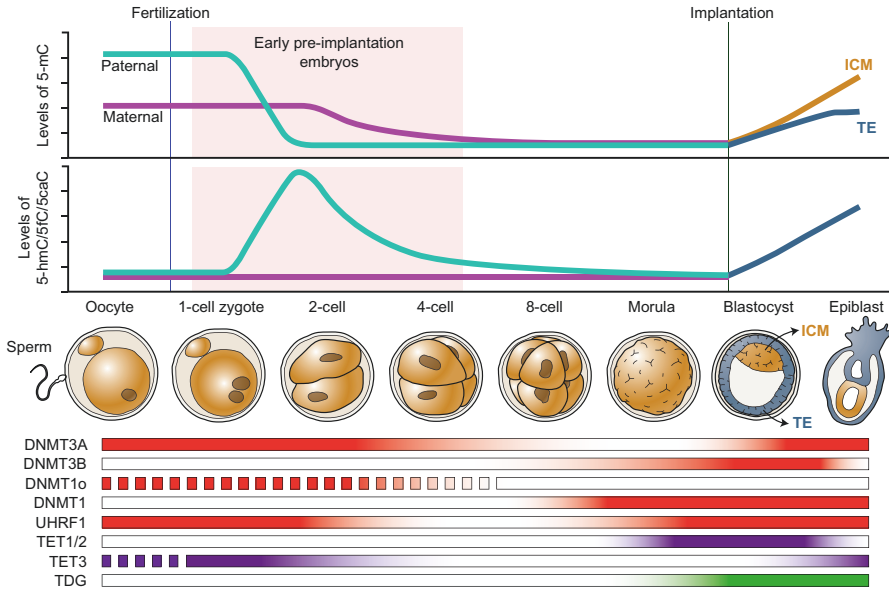 Fertilization
Implantation
Early pre-implantation
embryos
Levels of 5-mC
Paternal
Maternal
ICM
TE
Levels of
5-hmC/5fC/5caC
Oocyte
1-cell zygote
2-cell
4-cell
8-cell
Morula
Blastocyst
Epiblast
Sperm
ICM
TE
DNMT3A
DNMT3B
DNMT1o
DNMT1
UHRF1
TET1/2
TET3
TDG